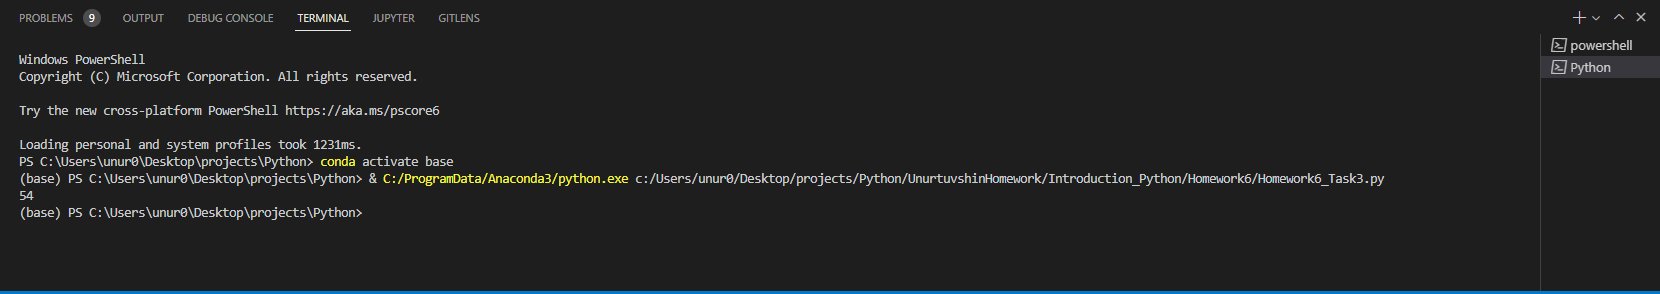 PROBLEMS 9 OUTPUT DEBUG CONSOLE TERMINAL JUPYTER GITLENS
Windows PowerShell
Copyright (C) Microsoft Corporation. All rights reserved.
Try the new cross-platform PowerShell https://aka.ms/pscore6
Loading personal and system profiles took 1231ms.
PS C:\Users\unur0\Desktop\projects\Python> conda activate base
(base) PS C:\Users\unur0\Desktop\projects\Python> & C:/ProgramData/Anaconda3/python.exe c:/Users/unur0/Desktop/projects/Python/UnurtuvshinHomework/Introduction_Python/Homework6/Homework6_Task3.py
54
(base) PS C:\Users\unur0\Desktop\projects\Python>
powershell
Python